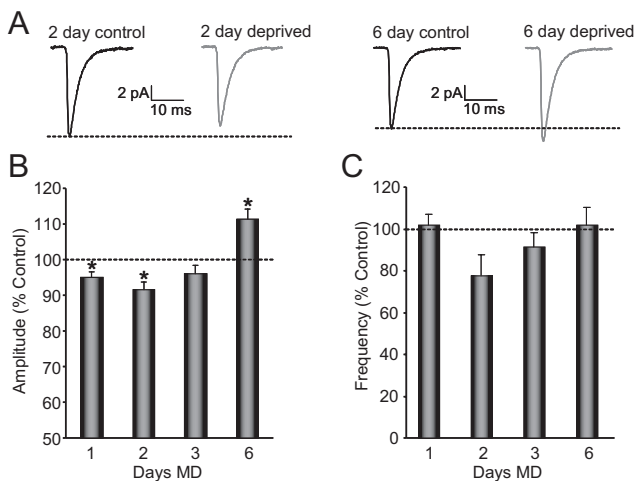 A
2 day control
2 day deprived
2 pA
10 ms
6 day control
6 day deprived
2 pA
10 ms
B
Amplitude (% Control)
120
110
100
90
80
70
60
50
*
*
*
1
2
3
6
Days MD
C
Frequency (% Control)
120
100
80
60
40
20
0
1
2
3
6
Days MD